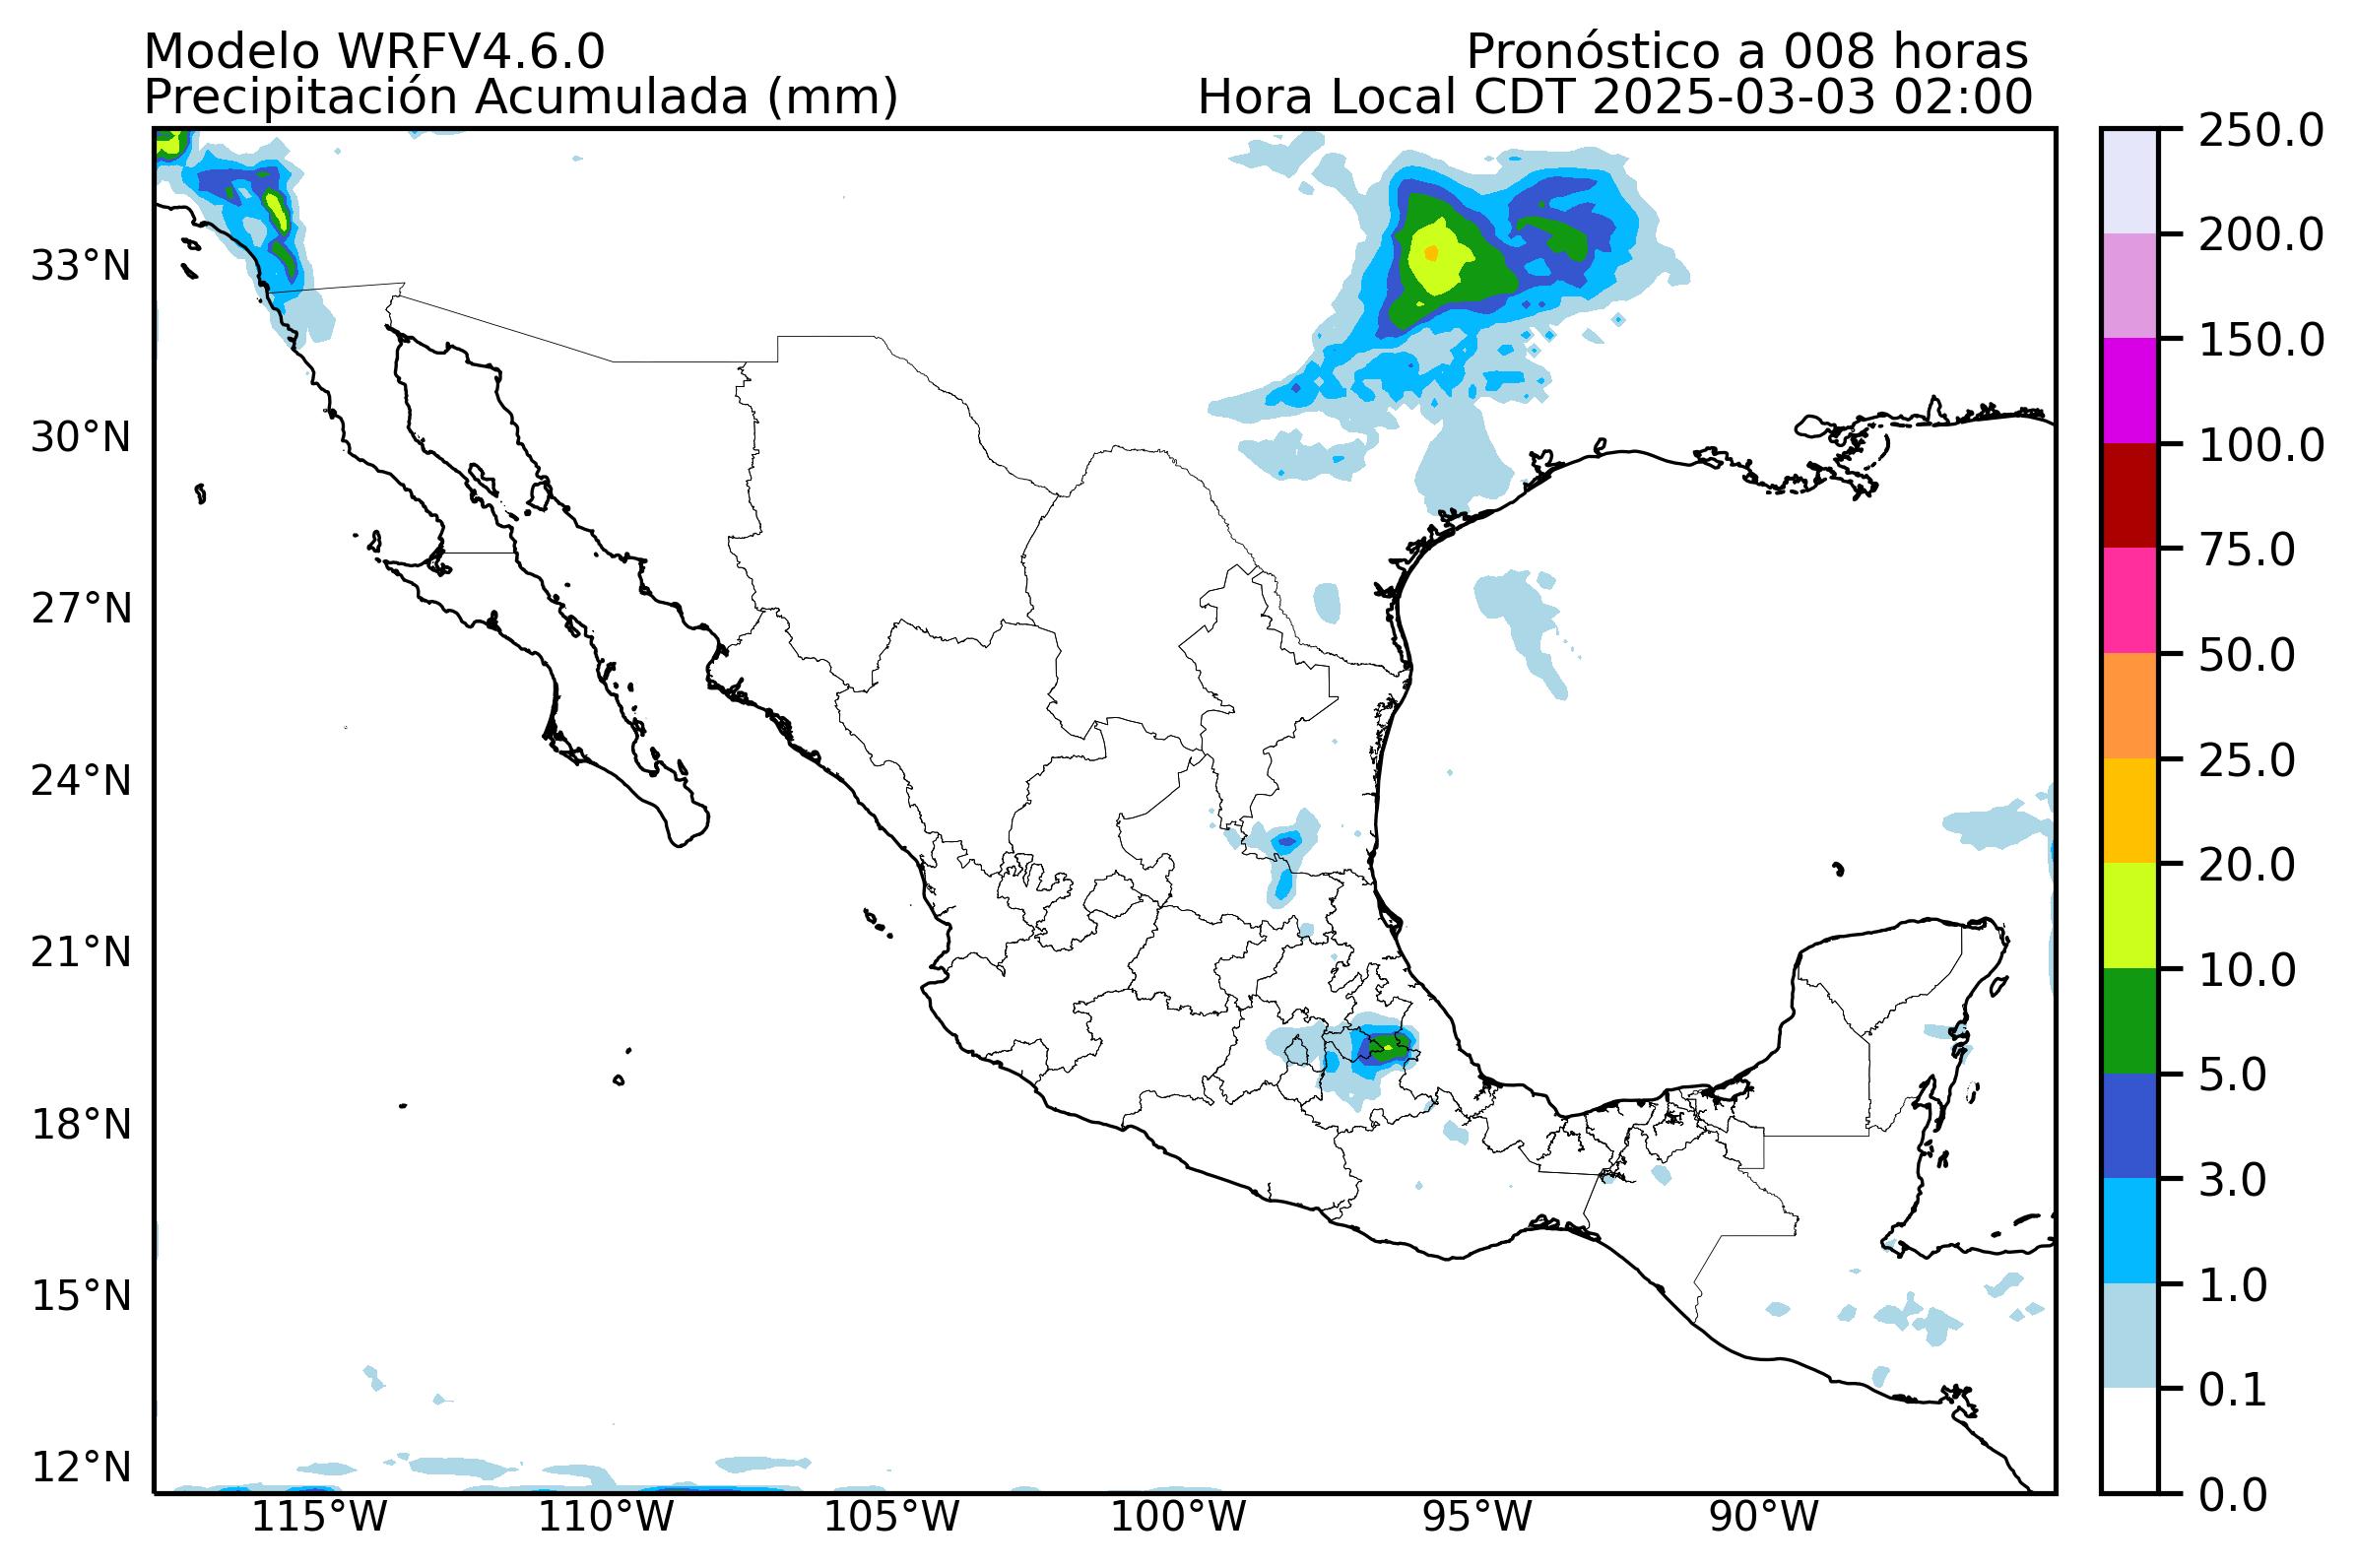 Modelo WRFV4.6.0
Pronóstico a 008 horas
Precipitación Acumulada (mm)
Hora Local CDT 2025-03-03 02:00
33°N
30°N
27°N
24°N
21°N
18°N
15°N
12°N
115°W
110°W
105°W
100°W
95°W
90°W
250.0
200.0
150.0
100.0
75.0
50.0
25.0
20.0
10.0
5.0
3.0
1.0
0.1
0.0